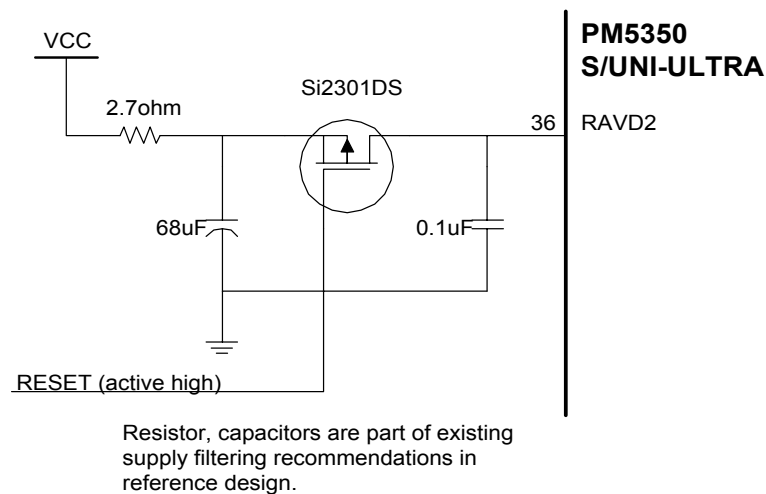 PM5350
S/UNI-ULTRA
VCC
Si2301DS
2.7ohm
36
RAVD2
68uF
0.1uF
RESET (active high)
Resistor, capacitors are part of existing
supply filtering recommendations in
reference design.